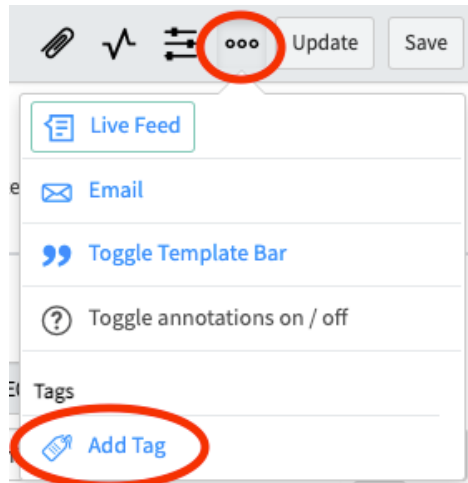 Update Save
Live Feed
Email
Toggle Template Bar
Toggle annotations on / off
Tags
Add Tag